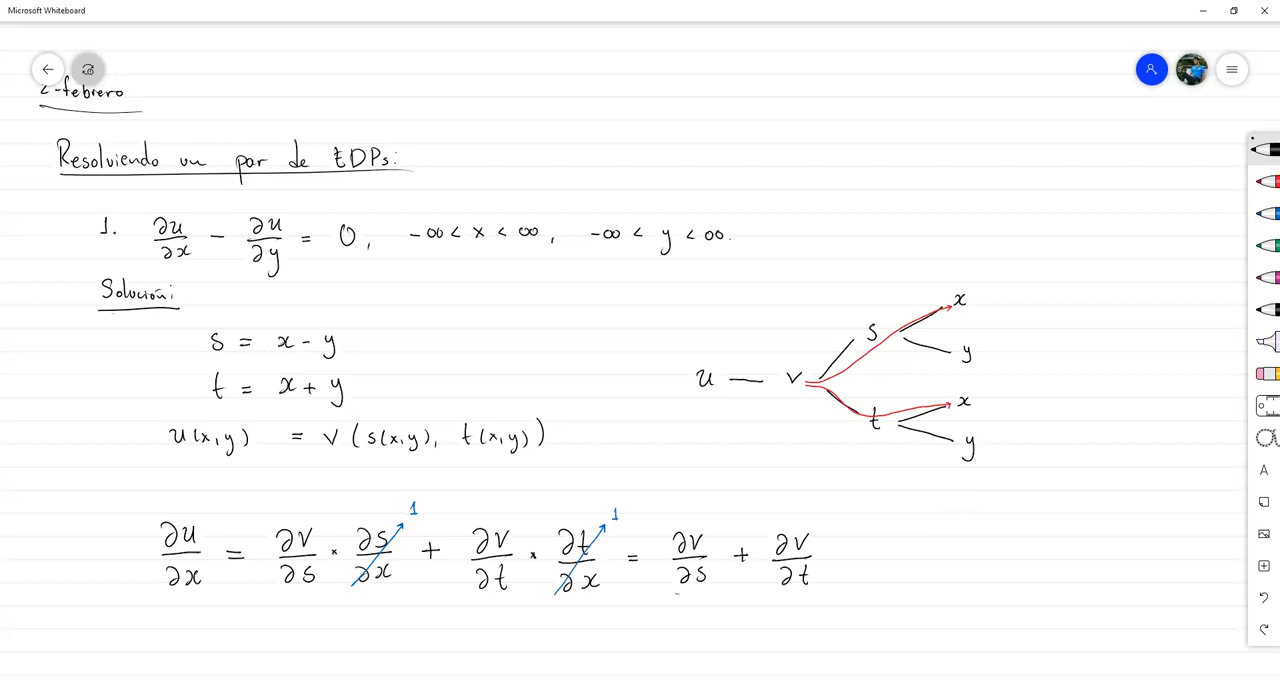 Microsoft Whiteboard
2-febrero
Resolviendo un par de EDPs:
1. ∂u/∂x - ∂u/∂y = 0, -∞ < x < ∞, -∞ < y < ∞.
Solución:
s = x - y
t = x + y
u(x,y) = v(s(x,y), t(x,y))
u — v
s
x
y
t
x
y
∂u/∂x = ∂v/∂s · ∂s/∂x 1 + ∂v/∂t · ∂t/∂x 1 = ∂v/∂s + ∂v/∂t
A